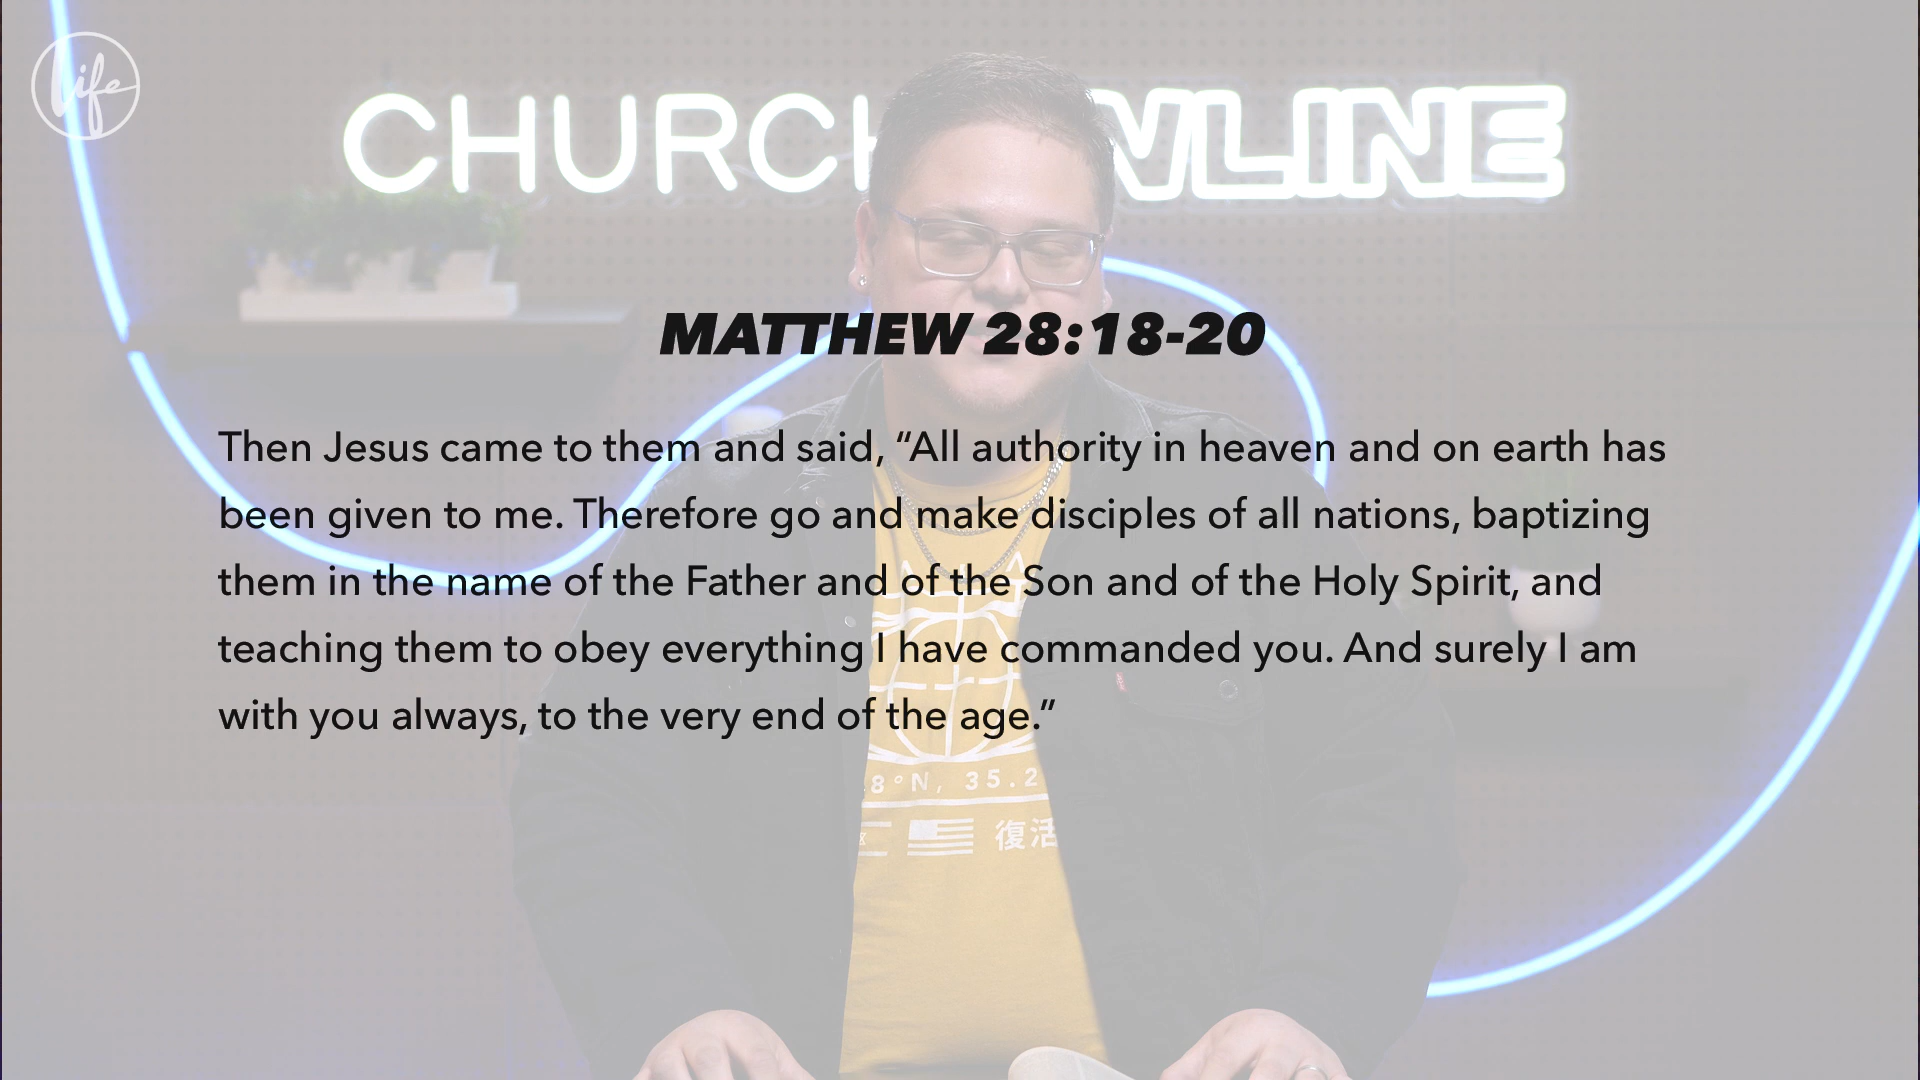 Life
CHURCH NLINE
MATTHEW 28:18-20
Then Jesus came to them and said, “All authority in heaven and on earth has
been given to me. Therefore go and make disciples of all nations, baptizing
them in the name of the Father and of the Son and of the Holy Spirit, and
teaching them to obey everything I have commanded you. And surely I am
with you always, to the very end of the age.”
8°N, 35.2
復活